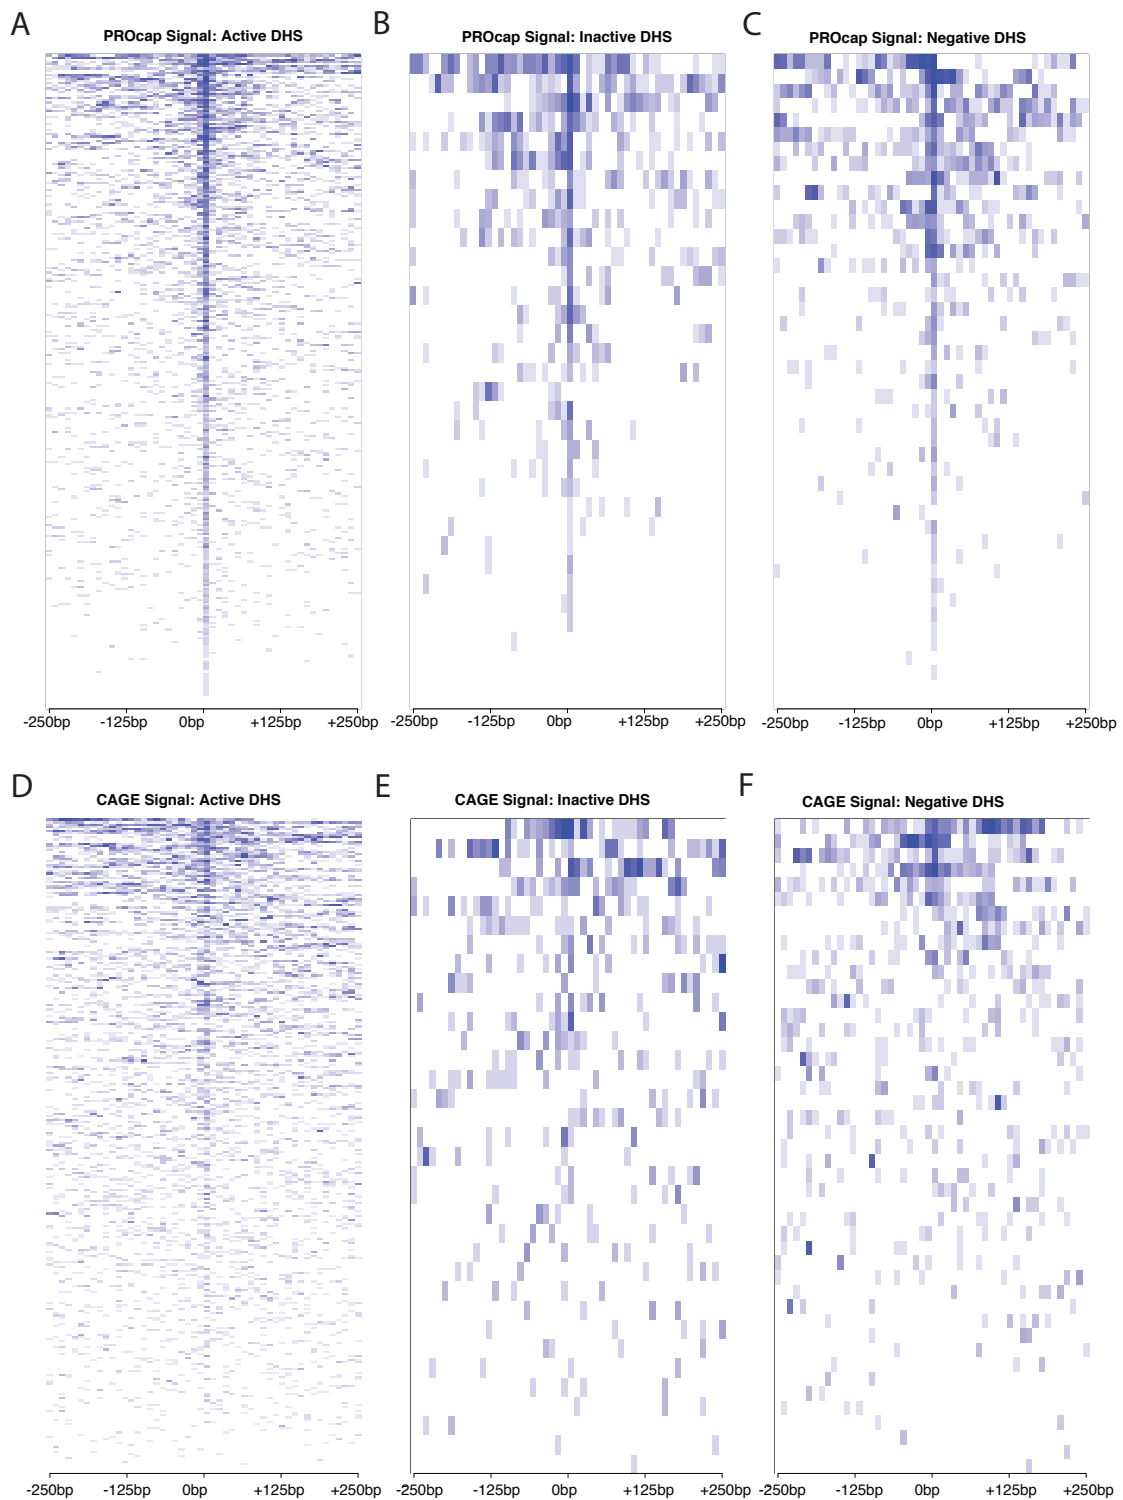 A B C
PROcap Signal: Active DHS PROcap Signal: Inactive DHS PROcap Signal: Negative DHS
-250bp -125bp 0bp +125bp +250bp -250bp -125bp 0bp +125bp +250bp -250bp -125bp 0bp +125bp +250bp
D E F
CAGE Signal: Active DHS CAGE Signal: Inactive DHS CAGE Signal: Negative DHS
-250bp -125bp 0bp +125bp +250bp -250bp -125bp 0bp +125bp +250bp -250bp -125bp 0bp +125bp +250bp